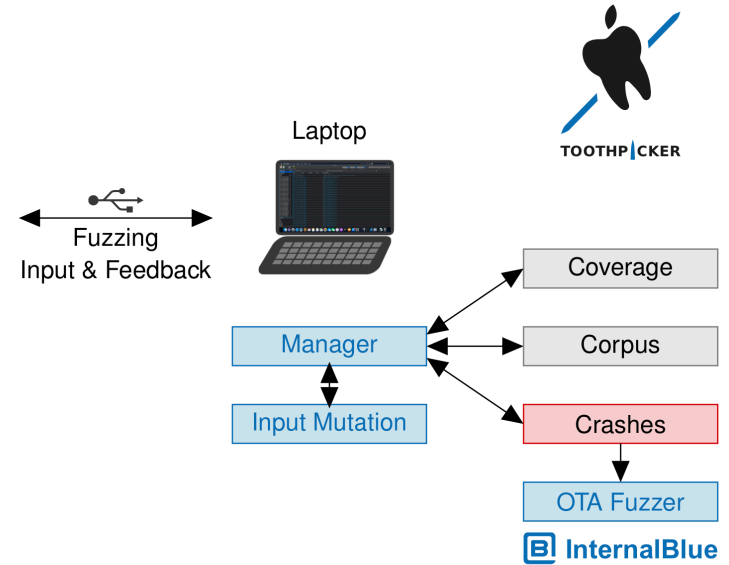 Laptop
TOOTHPICKER
Fuzzing
Input & Feedback
Coverage
Manager
Corpus
Input Mutation
Crashes
OTA Fuzzer
B InternalBlue